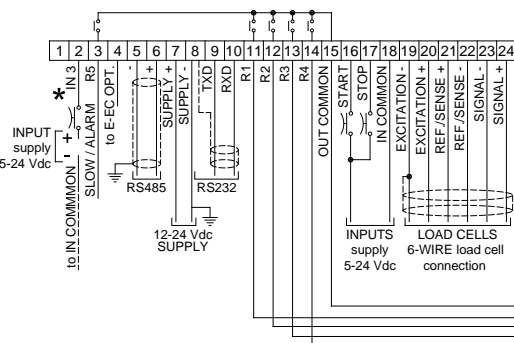 1 2 3 4 5 6 7 8 9 10 11 12 13 14 15 16 17 18 19 20 21 22 23 24
IN 3
R5
SLOW / ALARM
to E-EC OPT.
-
+
SUPPLY +
SUPPLY -
TXD
RXD
R1
R2
R3
R4
OUT COMMON
START
STOP
IN COMMON
EXCITATION -
EXCITATION +
REF./SENSE +
REF./SENSE -
SIGNAL -
SIGNAL +
*
INPUT
supply
5-24 Vdc
+
-
to IN COMMMON
RS485
RS232
12-24 Vdc
SUPPLY
INPUTS
supply
5-24 Vdc
LOAD CELLS
6-WIRE load cell
connection